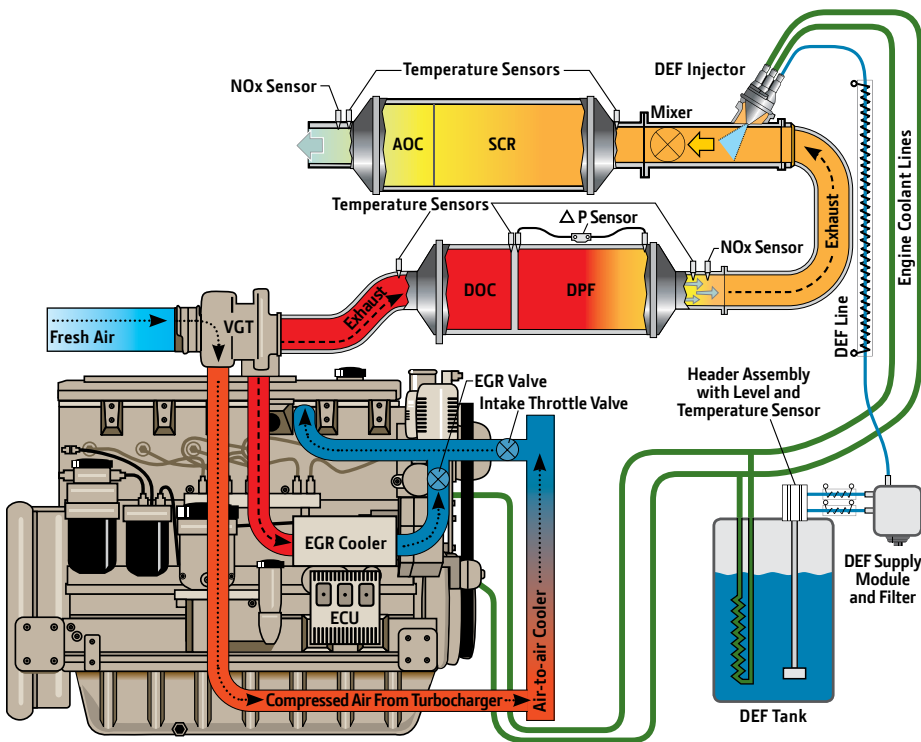 DEF Injector
Temperature Sensors
NOx Sensor
Mixer
AOC
SCR
Temperature Sensors
△ P Sensor
NOx Sensor
Exhaust
Engine Coolant Lines
DOC
DPF
Exhaust
DEF Line
VGT
Fresh Air
EGR Valve
Intake Throttle Valve
Header Assembly
with Level and
Temperature Sensor
EGR Cooler
ECU
Air-to-air Cooler
DEF Supply
Module
and Filter
Compressed Air From Turbocharger
DEF Tank